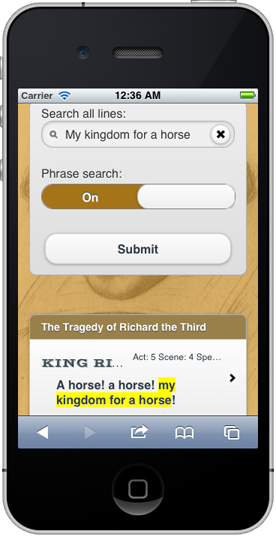 Carrier 12:36 AM
Search all lines:
My kingdom for a horse
Phrase search:
On
Submit
The Tragedy of Richard the Third
KING RI...
Act: 5 Scene: 4 Spe...
A horse! a horse! my
kingdom for a horse!